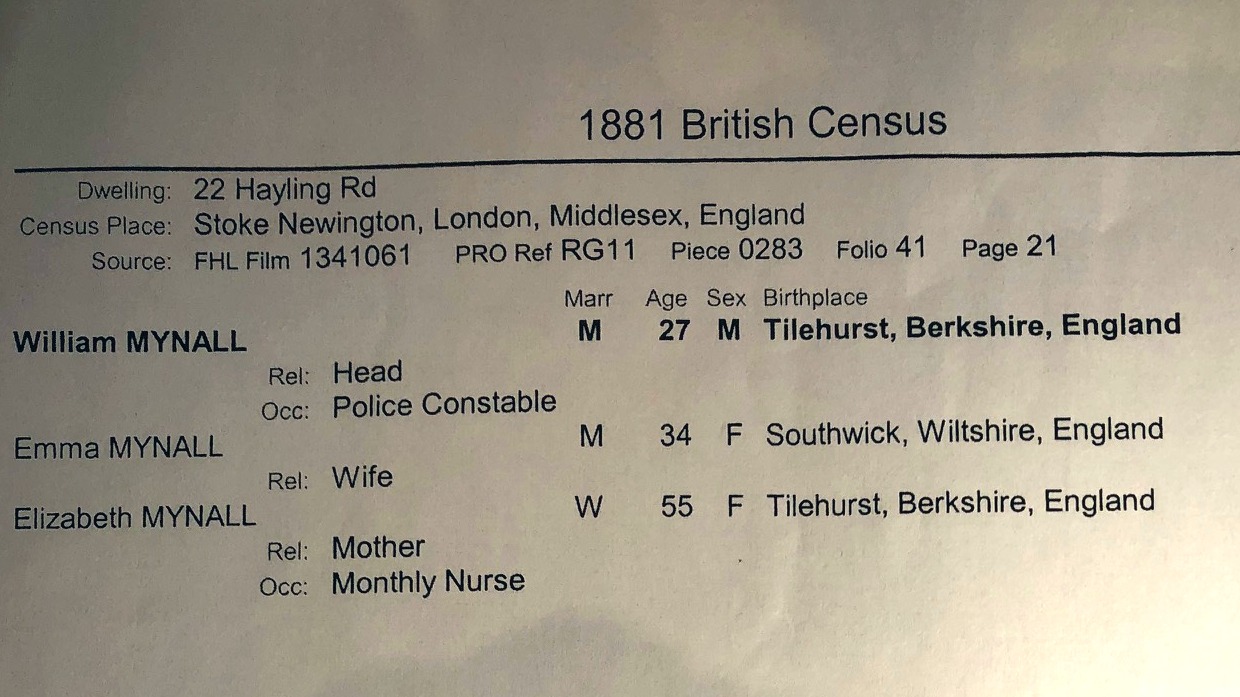 1881 British Census
Dwelling: 22 Hayling Rd
Census Place: Stoke Newington, London, Middlesex, England
Source: FHL Film 1341061 PRO Ref RG11 Piece 0283 Folio 41 Page 21
Marr Age Sex Birthplace
William MYNALL M 27 M Tilehurst, Berkshire, England
Rel: Head
Occ: Police Constable
Emma MYNALL M 34 F Southwick, Wiltshire, England
Rel: Wife
Elizabeth MYNALL W 55 F Tilehurst, Berkshire, England
Rel: Mother
Occ: Monthly Nurse